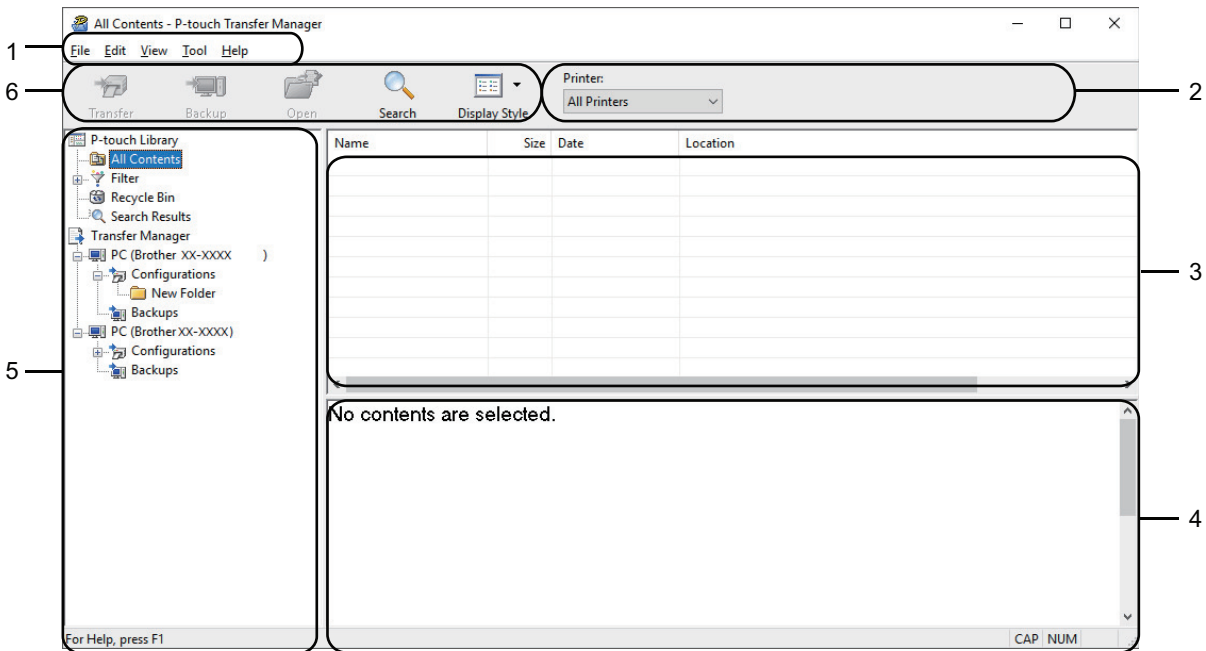 All Contents - P-touch Transfer Manager
1
File Edit View Tool Help
6
Transfer Backup Open Search Display Style
Printer:
All Printers
2
P-touch Library
All Contents
Filter
Recycle Bin
Search Results
Transfer Manager
PC (Brother XX-XXXX )
Configurations
New Folder
Backups
PC (Brother XX-XXXX)
Configurations
Backups
5
Name Size Date Location
3
No contents are selected.
4
For Help, press F1
CAP NUM